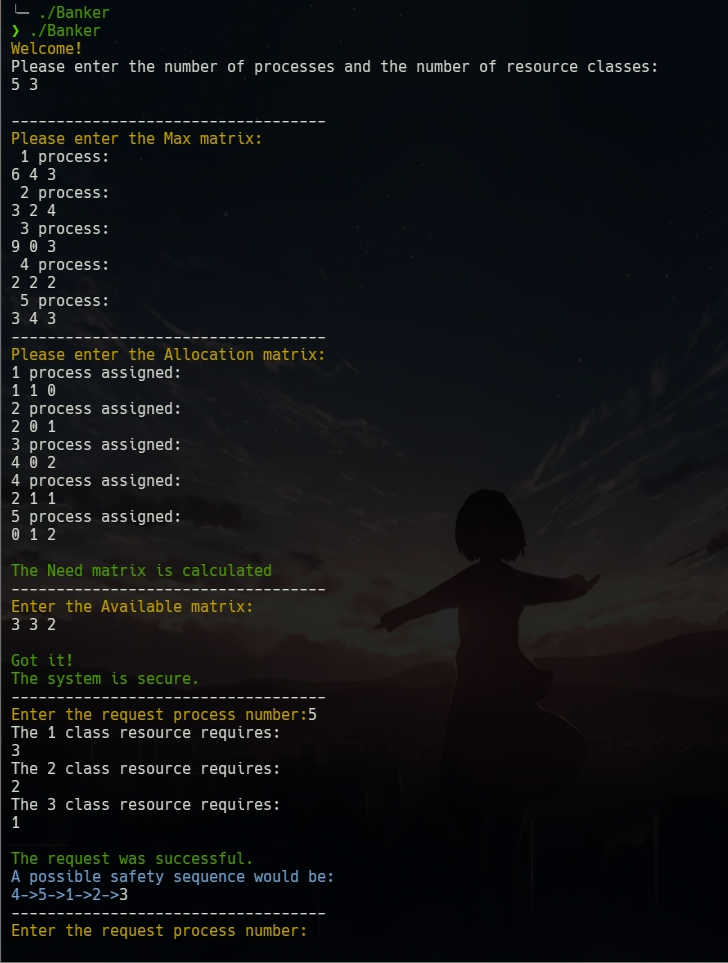 ╰─ ./Banker
❯ ./Banker
Welcome!
Please enter the number of processes and the number of resource classes:
5 3
-----------------------------------
Please enter the Max matrix:
1 process:
6 4 3
2 process:
3 2 4
3 process:
9 0 3
4 process:
2 2 2
5 process:
3 4 3
-----------------------------------
Please enter the Allocation matrix:
1 process assigned:
1 1 0
2 process assigned:
2 0 1
3 process assigned:
4 0 2
4 process assigned:
2 1 1
5 process assigned:
0 1 2
The Need matrix is calculated
-----------------------------------
Enter the Available matrix:
3 3 2
Got it!
The system is secure.
-----------------------------------
Enter the request process number:5
The 1 class resource requires:
3
The 2 class resource requires:
2
The 3 class resource requires:
1
The request was successful.
A possible safety sequence would be:
4->5->1->2->3
-----------------------------------
Enter the request process number: